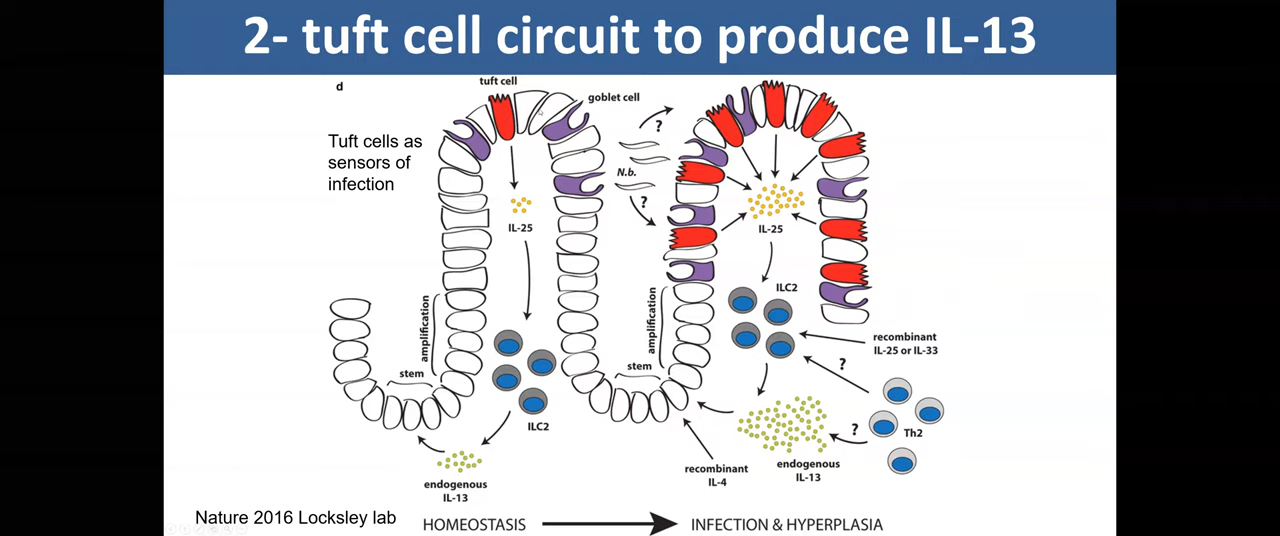 2- tuft cell circuit to produce IL-13
d
tuft cell
goblet cell
Tuft cells as
sensors of
infection
?
N.b.
?
IL-25
IL-25
ILC2
amplification
amplification
recombinant
IL-25 or IL-33
?
stem
stem
ILC2
Th2
?
endogenous
IL-13
recombinant
IL-4
endogenous
IL-13
Nature 2016 Locksley lab
HOMEOSTASIS
INFECTION & HYPERPLASIA